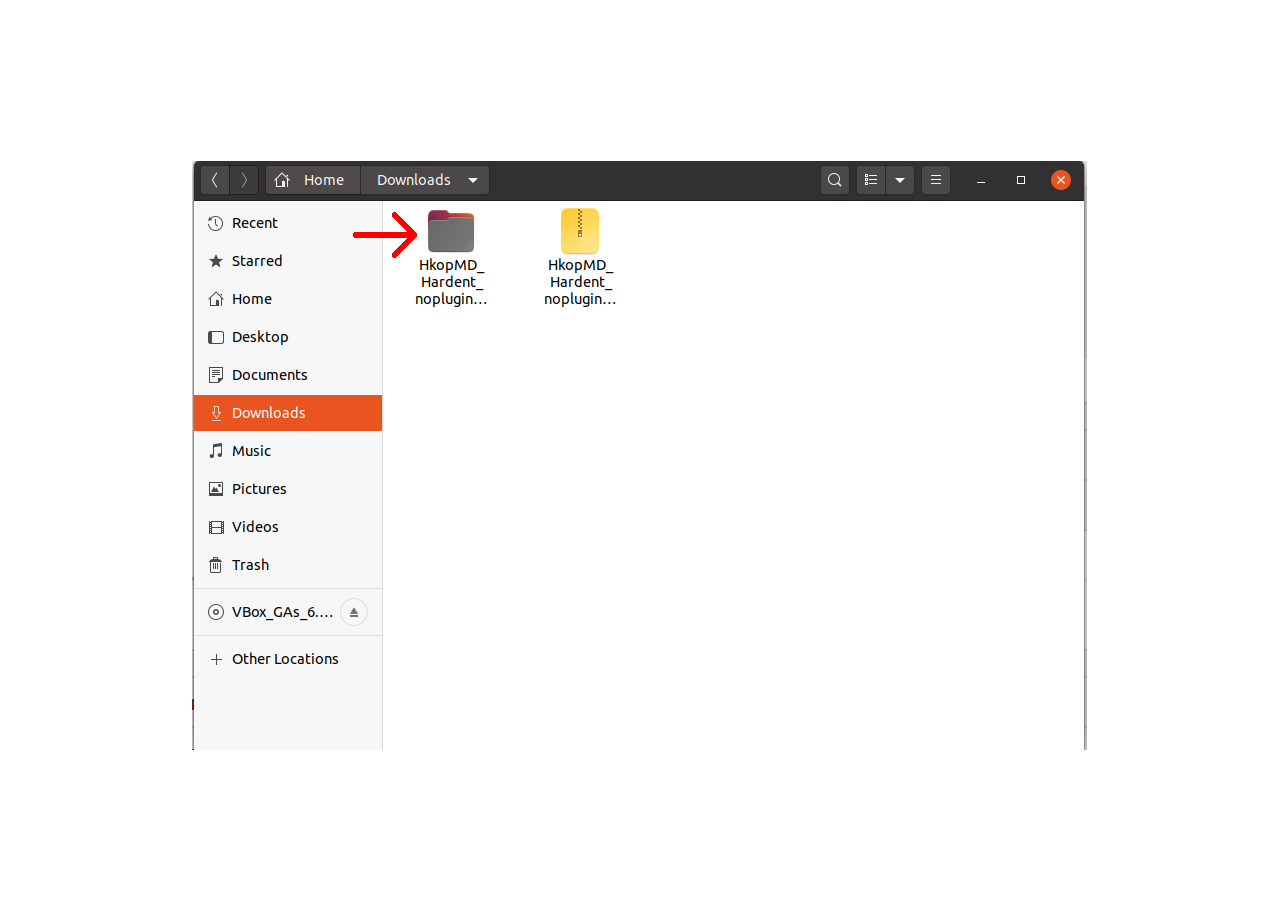 Home
Downloads
Recent
Starred
Home
Desktop
Documents
Downloads
Music
Pictures
Videos
Trash
VBox_GAs_6.…
Other Locations
HkopMD_
Hardent_
noplugin…
HkopMD_
Hardent_
noplugin…